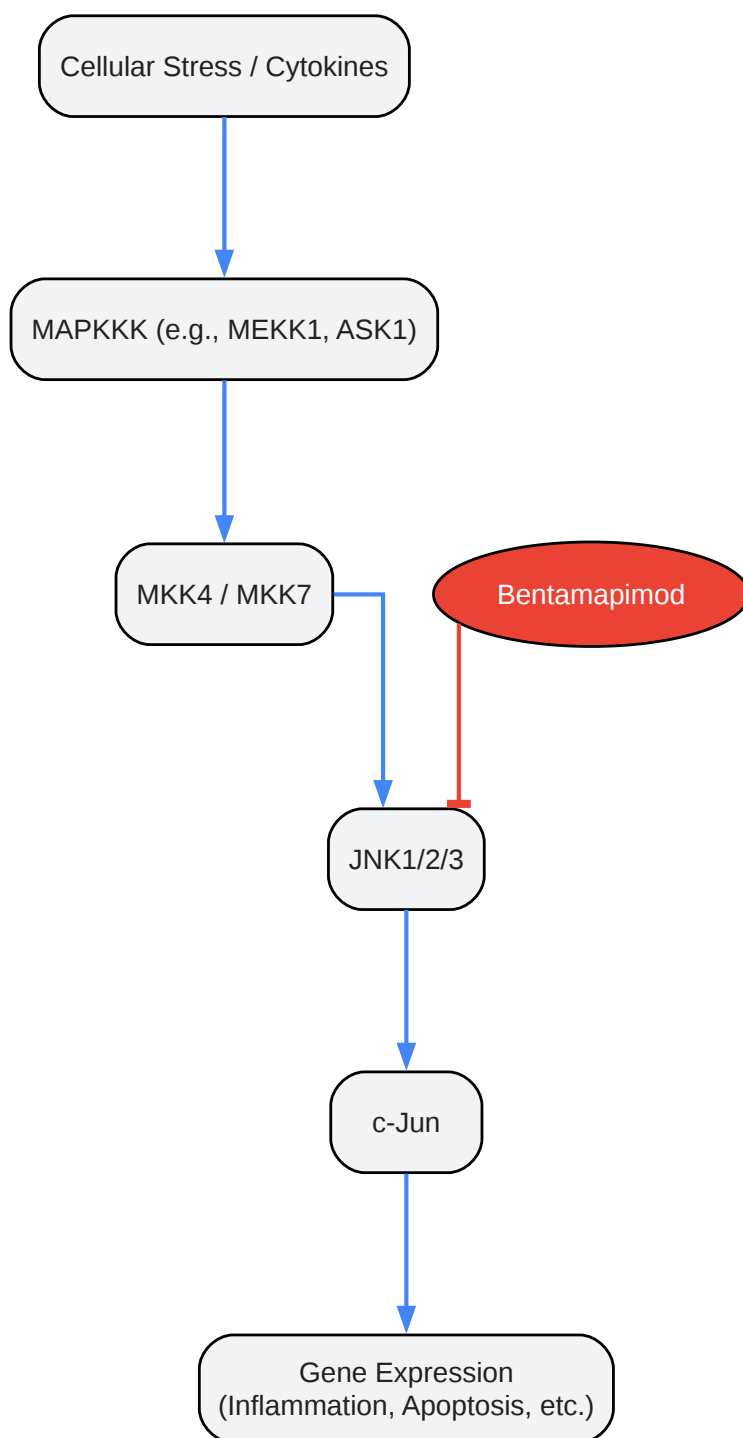 Cellular Stress / Cytokines
MAPKKK (e.g., MEKK1, ASK1)
MKK4 / MKK7
Bentamapimod
JNK1/2/3
c-Jun
Gene Expression
(Inflammation, Apoptosis, etc.)